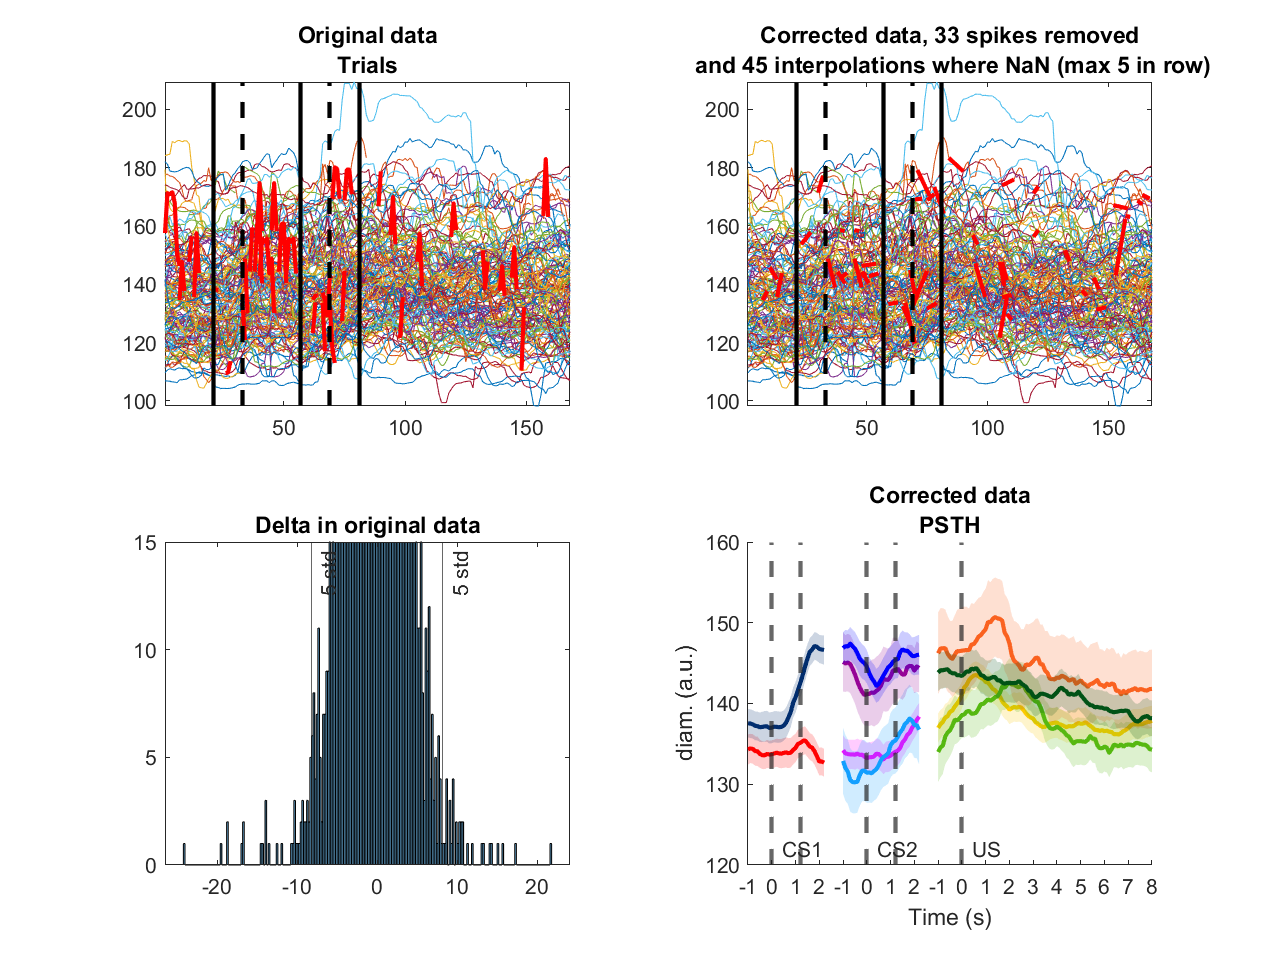 Original data
Trials
200
180
160
140
120
100
50
100
150
Corrected data, 33 spikes removed
and 45 interpolations where NaN (max 5 in row)
200
180
160
140
120
100
50
100
150
Delta in original data
15
10
5
0
5 std
5 std
-20
-10
0
10
20
Corrected data
PSTH
160
150
140
130
120
diam. (a.u.)
CS1
CS2
US
-1 0 1 2 -1 0 1 2 -1 0 1 2 3 4 5 6 7 8
Time (s)